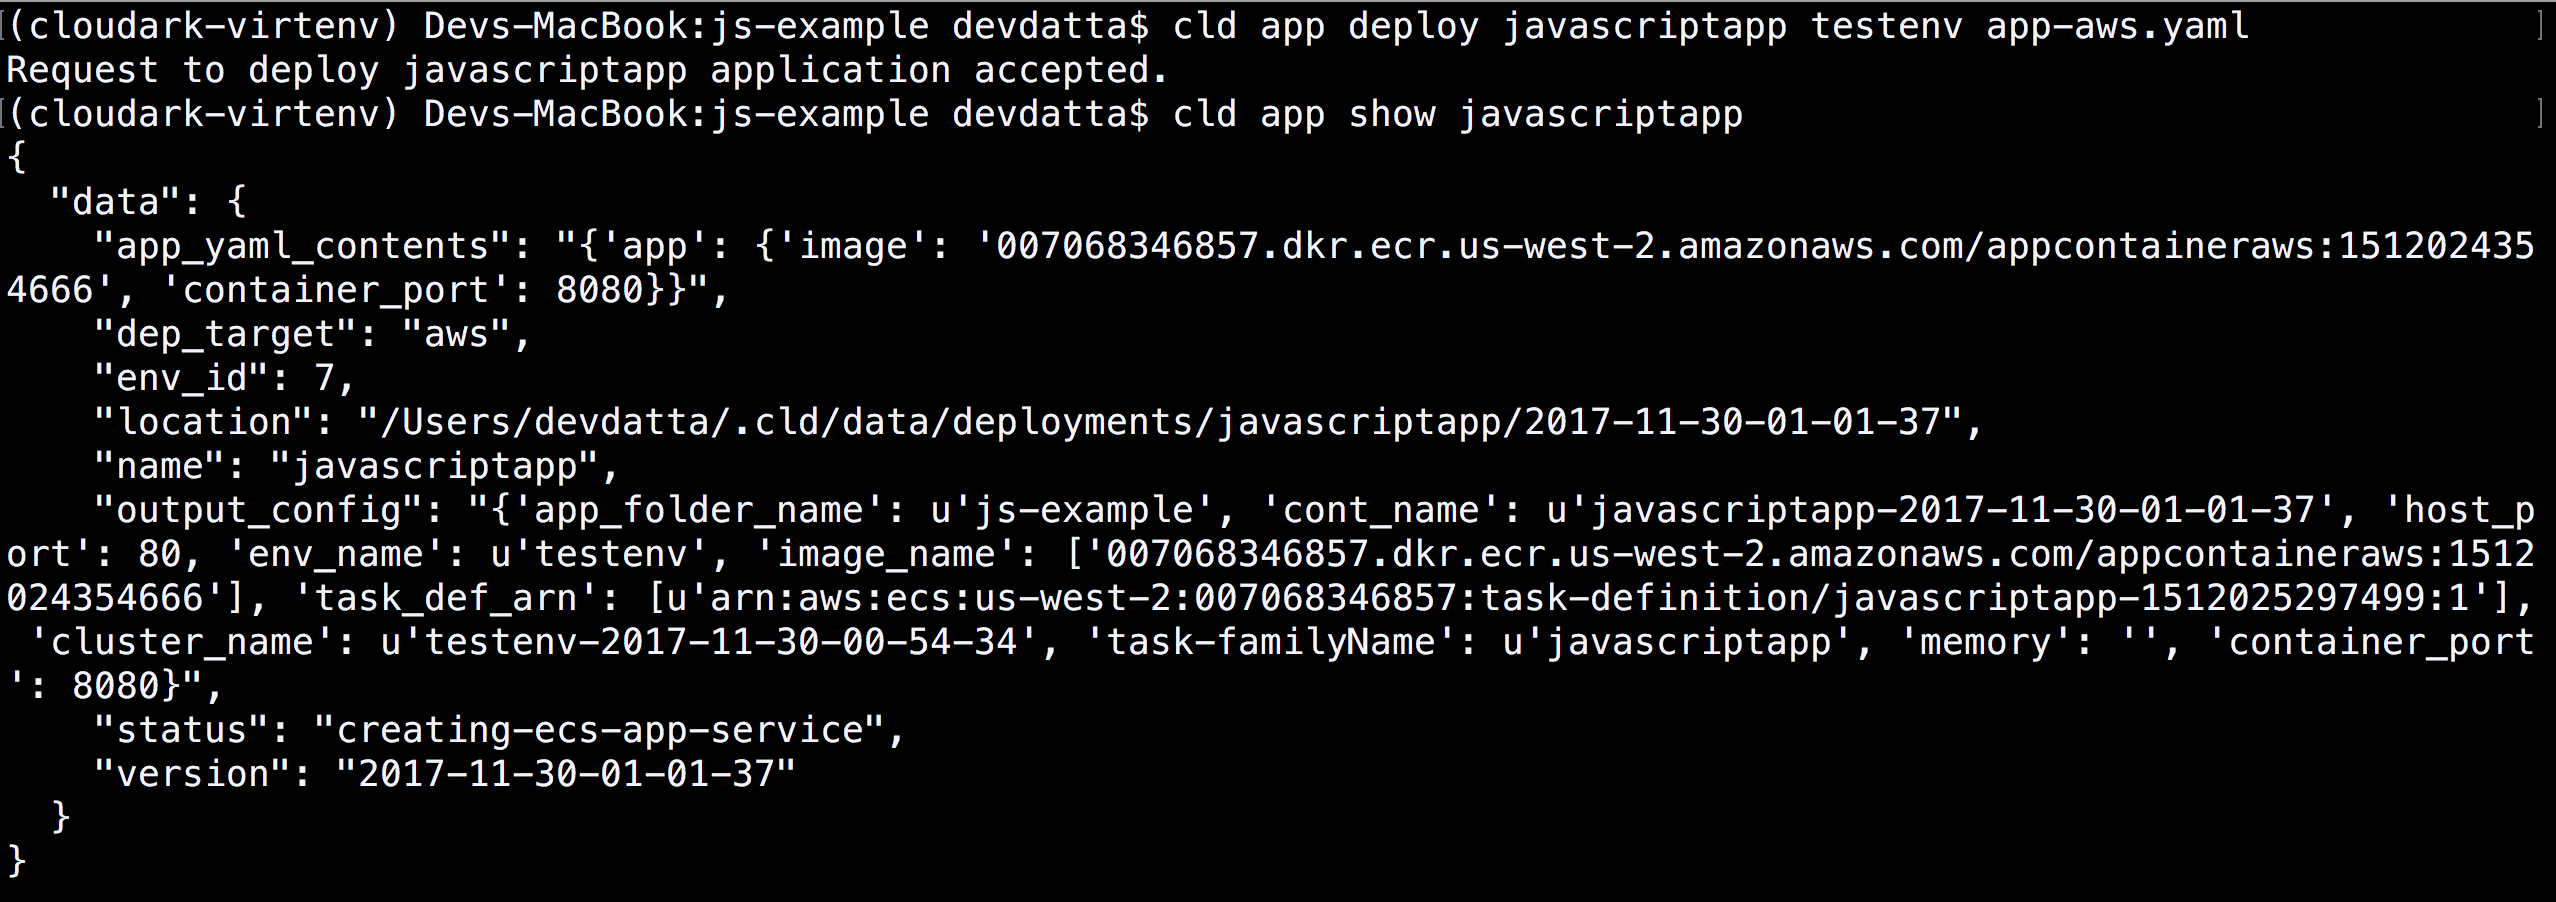 (cloudark-virtenv) Devs-MacBook:js-example devdatta$ cld app deploy javascriptapp testenv app-aws.yaml
Request to deploy javascriptapp application accepted.
(cloudark-virtenv) Devs-MacBook:js-example devdatta$ cld app show javascriptapp
{
  "data": {
    "app_yaml_contents": "{'app': {'image': '007068346857.dkr.ecr.us-west-2.amazonaws.com/appcontaineraws:151202435
4666', 'container_port': 8080}}",
    "dep_target": "aws",
    "env_id": 7,
    "location": "/Users/devdatta/.cld/data/deployments/javascriptapp/2017-11-30-01-01-37",
    "name": "javascriptapp",
    "output_config": "{'app_folder_name': u'js-example', 'cont_name': u'javascriptapp-2017-11-30-01-01-37', 'host_p
ort': 80, 'env_name': u'testenv', 'image_name': ['007068346857.dkr.ecr.us-west-2.amazonaws.com/appcontaineraws:1512
024354666'], 'task_def_arn': [u'arn:aws:ecs:us-west-2:007068346857:task-definition/javascriptapp-1512025297499:1'],
 'cluster_name': u'testenv-2017-11-30-00-54-34', 'task-familyName': u'javascriptapp', 'memory': '', 'container_port
': 8080}",
    "status": "creating-ecs-app-service",
    "version": "2017-11-30-01-01-37"
  }
}